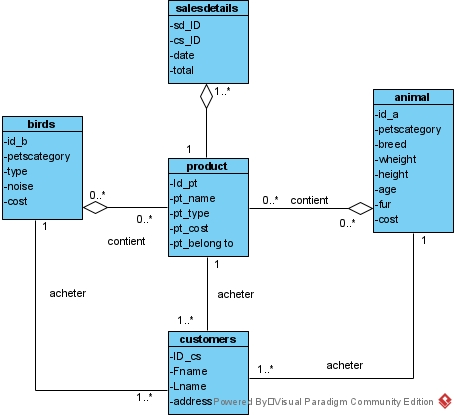 salesdetails
-sd_ID
-cs_ID
-date
-total
1..*
1
birds
-id_b
-petscategory
-type
-noise
-cost
product
-Id_pt
-pt_name
-pt_type
-pt_cost
-pt_belong to
animal
-id_a
-petscategory
-breed
-wheight
-height
-age
-fur
-cost
0..*
0..*
contient
0..*
contient
0..*
1
1
1
acheter
acheter
acheter
1..*
1..*
1..*
customers
-ID_cs
-Fname
-Lname
-address
Powered By Visual Paradigm Community Edition